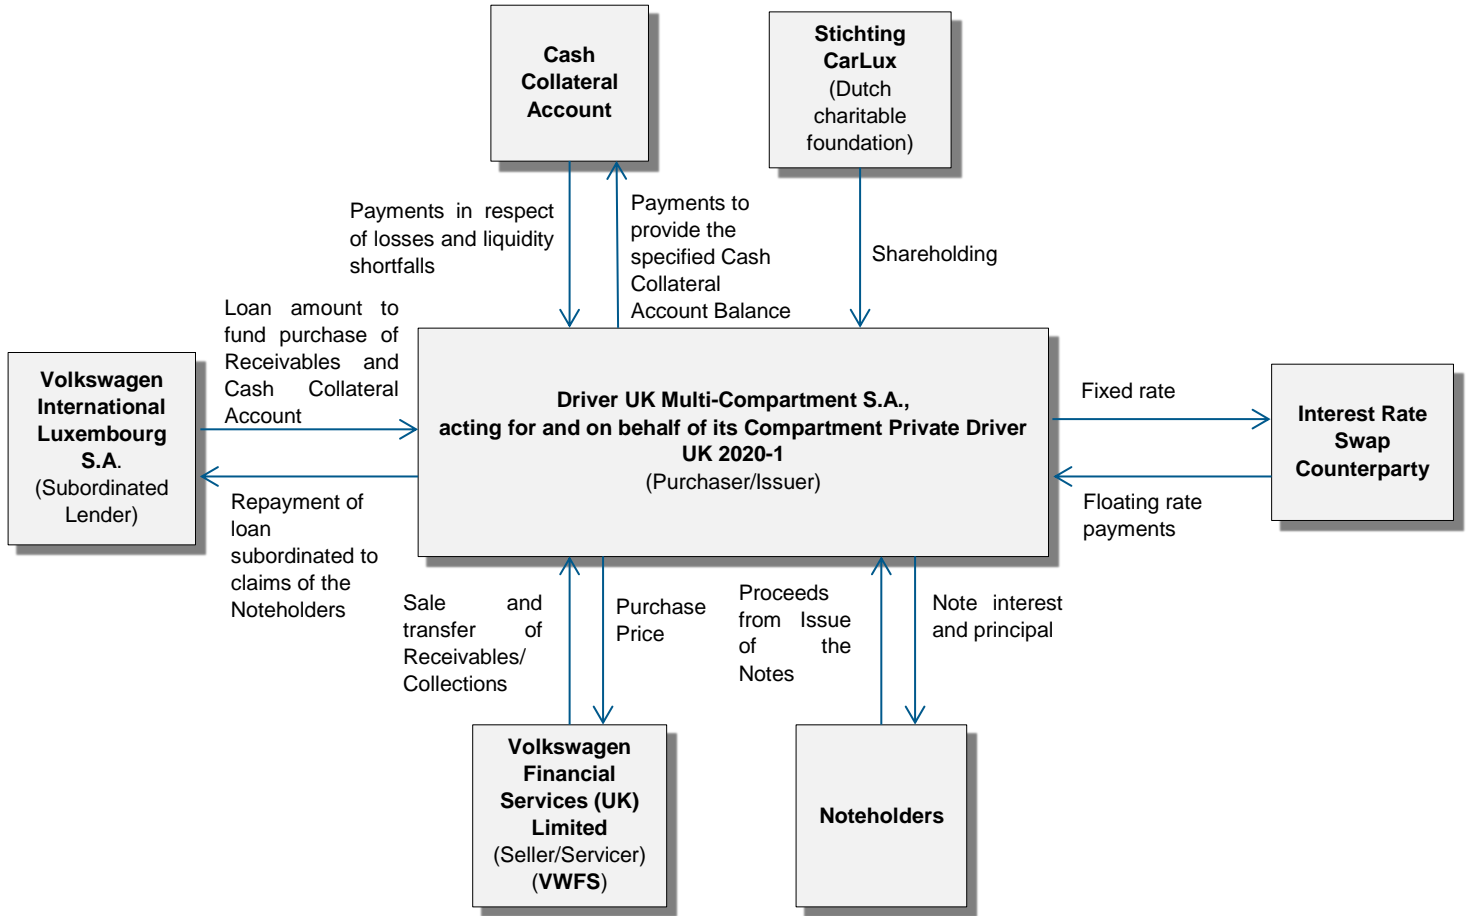 Cash
Collateral
Account
Stichting
CarLux
(Dutch
charitable
foundation)
Payments in respect
of losses and liquidity
shortfalls
Payments to
provide the
specified Cash
Collateral
Account Balance
Shareholding
Loan amount to
fund purchase of
Receivables and
Cash Collateral
Account
Volkswagen
International
Luxembourg
S.A.
(Subordinated
Lender)
Driver UK Multi-Compartment S.A.,
acting for and on behalf of its Compartment Private Driver
UK 2020-1
(Purchaser/Issuer)
Fixed rate
Interest Rate
Swap
Counterparty
Floating rate
payments
Repayment of
loan
subordinated to
claims of the
Noteholders
Sale and
transfer of
Receivables/
Collections
Purchase
Price
Proceeds
from Issue
of the
Notes
Note interest
and principal
Volkswagen
Financial
Services (UK)
Limited
(Seller/Servicer)
(VWFS)
Noteholders